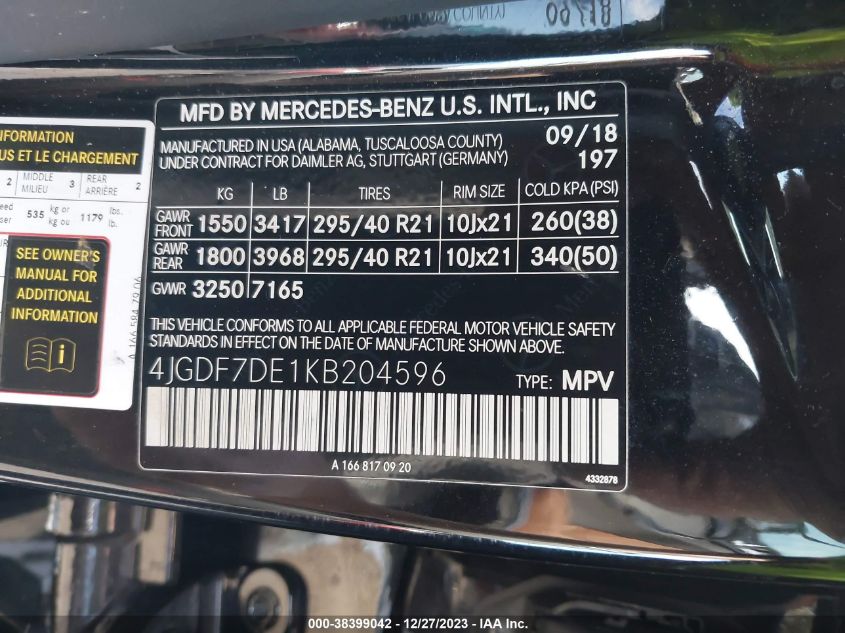 09/18
MFD BY MERCEDES-BENZ U.S. INTL., INC
MANUFACTURED IN USA (ALABAMA, TUSCALOOSA COUNTY) 09/18
UNDER CONTRACT FOR DAIMLER AG, STUTTGART (GERMANY) 197
KG LB TIRES RIM SIZE COLD KPA (PSI)
GAWR FRONT 1550 3417 295/40 R21 10Jx21 260(38)
GAWR REAR 1800 3968 295/40 R21 10Jx21 340(50)
GVWR 3250 7165
THIS VEHICLE CONFORMS TO ALL APPLICABLE FEDERAL MOTOR VEHICLE SAFETY
STANDARDS IN EFFECT ON THE DATE OF MANUFACTURE SHOWN ABOVE.
4JGDF7DE1KB204596 TYPE: MPV
A 166 817 09 20
4332878
INFORMATION
US ET LE CHARGEMENT
2 MIDDLE MILIEU 3 REAR ARRIÈRE 2
535 kg or kg ou 1179 lbs. lb.
SEE OWNER'S
MANUAL FOR
ADDITIONAL
INFORMATION
A 166 584 79 06
000-38399042 - 12/27/2023 - IAA Inc.